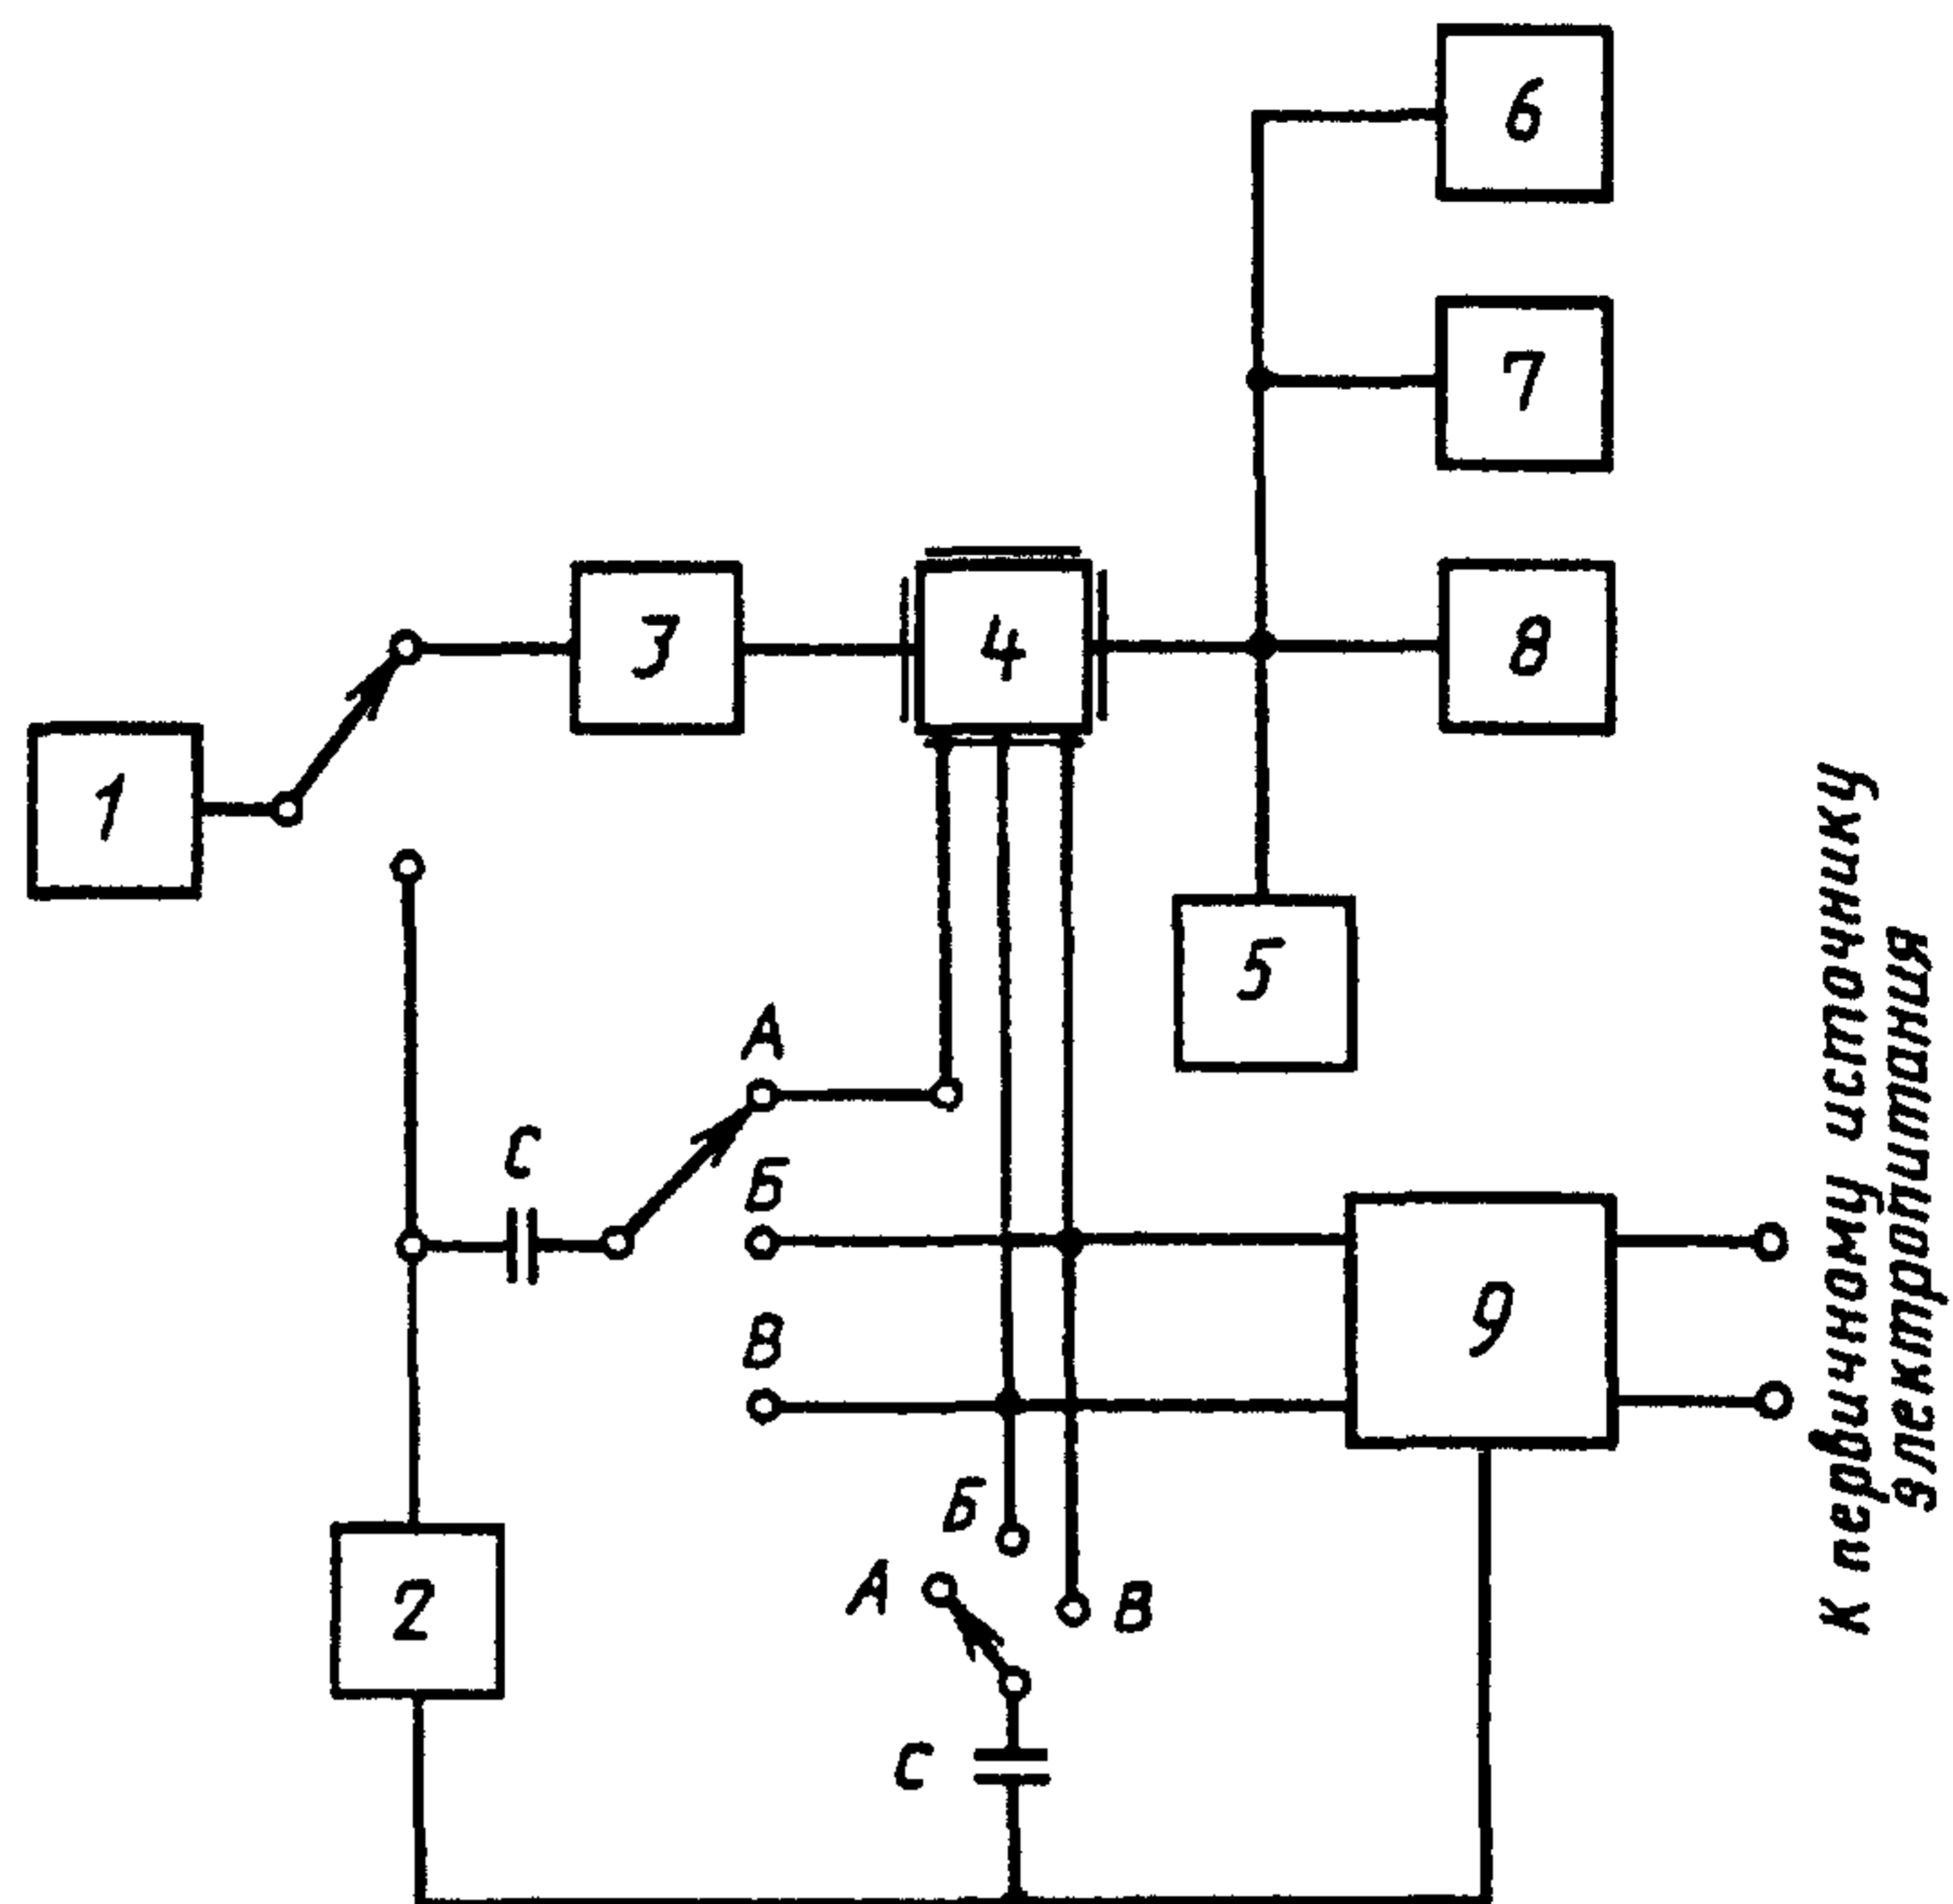 6
7
3
4
8
1
5
А
С
Б
В
9
Б
А
В
2
С
К первичному источнику
электропитания